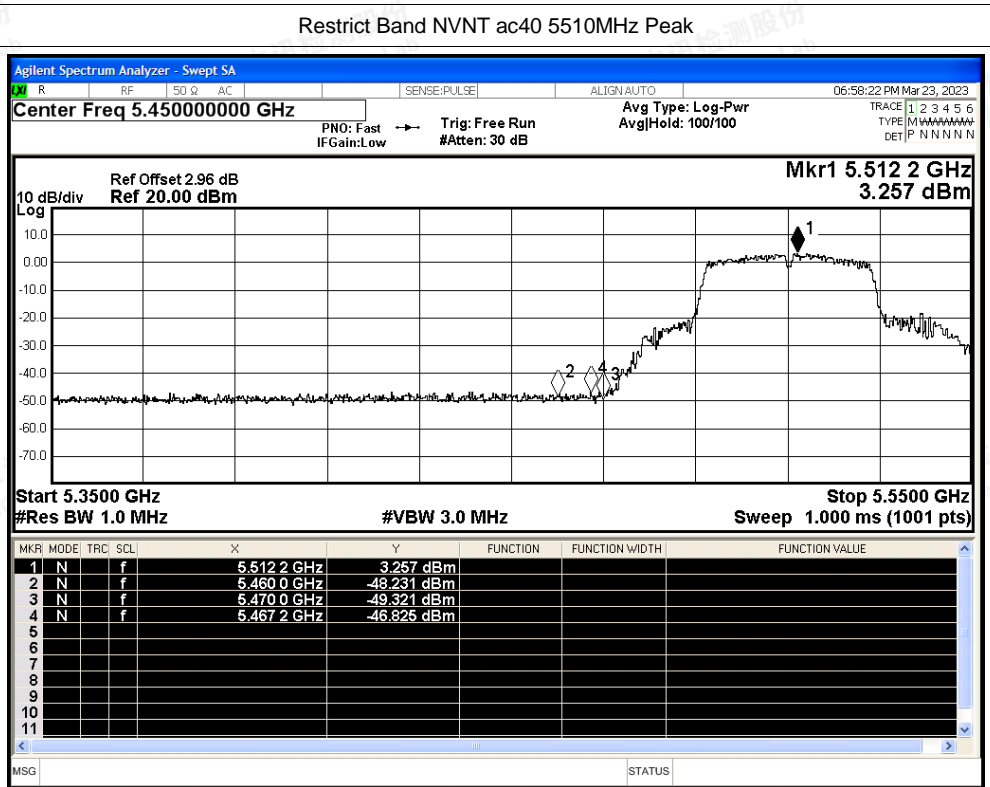 Restrict Band NVNT ac40 5510MHz Peak
Agilent Spectrum Analyzer - Swept SA
LXI R RF 50 Ω AC SENSE:PULSE ALIGN AUTO 06:58:22 PM Mar 23, 2023
Center Freq 5.450000000 GHz
PNO: Fast
IFGain:Low
Trig: Free Run
#Atten: 30 dB
Avg Type: Log-Pwr
Avg|Hold: 100/100
TRACE 1 2 3 4 5 6
TYPE M WWWWW
DET P N N N N N
Mkr1 5.512 2 GHz
3.257 dBm
Ref Offset 2.96 dB
10 dB/div Ref 20.00 dBm
Log
10.0
0.00
-10.0
-20.0
-30.0
-40.0
-50.0
-60.0
-70.0
1
2
4
3
Start 5.3500 GHz Stop 5.5500 GHz
#Res BW 1.0 MHz #VBW 3.0 MHz Sweep 1.000 ms (1001 pts)
MKR MODE TRC SCL X Y FUNCTION FUNCTION WIDTH FUNCTION VALUE
1 N f 5.512 2 GHz 3.257 dBm
2 N f 5.460 0 GHz -48.231 dBm
3 N f 5.470 0 GHz -49.321 dBm
4 N f 5.467 2 GHz -46.825 dBm
5
6
7
8
9
10
11
MSG STATUS